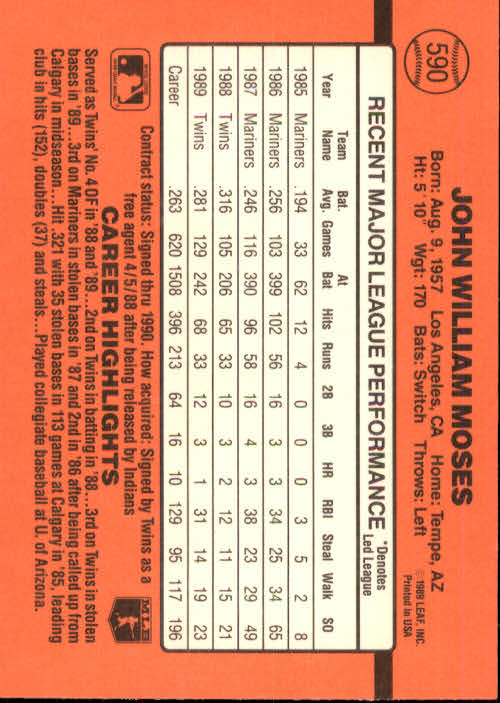 590
JOHN WILLIAM MOSES
Born: Aug. 9, 1957 Los Angeles, CA Home: Tempe, AZ
Ht: 5' 10" Wgt: 170 Bats: Switch Throws: Left
© 1989 LEAF, INC.
Printed in USA
RECENT MAJOR LEAGUE PERFORMANCE *Denotes Led League
Year Team Name Bat. Avg. Games At Bat Hits Runs 2B 3B HR RBI Steal Walk SO
1985 Mariners .194 33 62 12 4 0 0 0 3 5 2 8
1986 Mariners .256 103 399 102 56 16 3 3 34 25 34 65
1987 Mariners .246 116 390 96 58 16 4 3 38 23 29 49
1988 Twins .316 105 206 65 33 10 3 2 12 11 15 21
1989 Twins .281 129 242 68 33 12 3 1 31 14 19 23
Career .263 620 1508 396 213 64 16 10 129 95 117 196
Contract status: Signed thru 1990. How acquired: Signed by Twins as a
free agent 4/5/88 after being released by Indians
MLB
CAREER HIGHLIGHTS
Served as Twins' No. 4 OF in '88 and '89...2nd on Twins in batting in '88...3rd on Twins in stolen
bases in '89...3rd on Mariners in stolen bases in '87 and 2nd in '86 after being called up from
Calgary in midseason...Hit .321 with 35 stolen bases in 113 games at Calgary in '85, leading
club in hits (152), doubles (37) and steals...Played collegiate baseball at U. of Arizona.